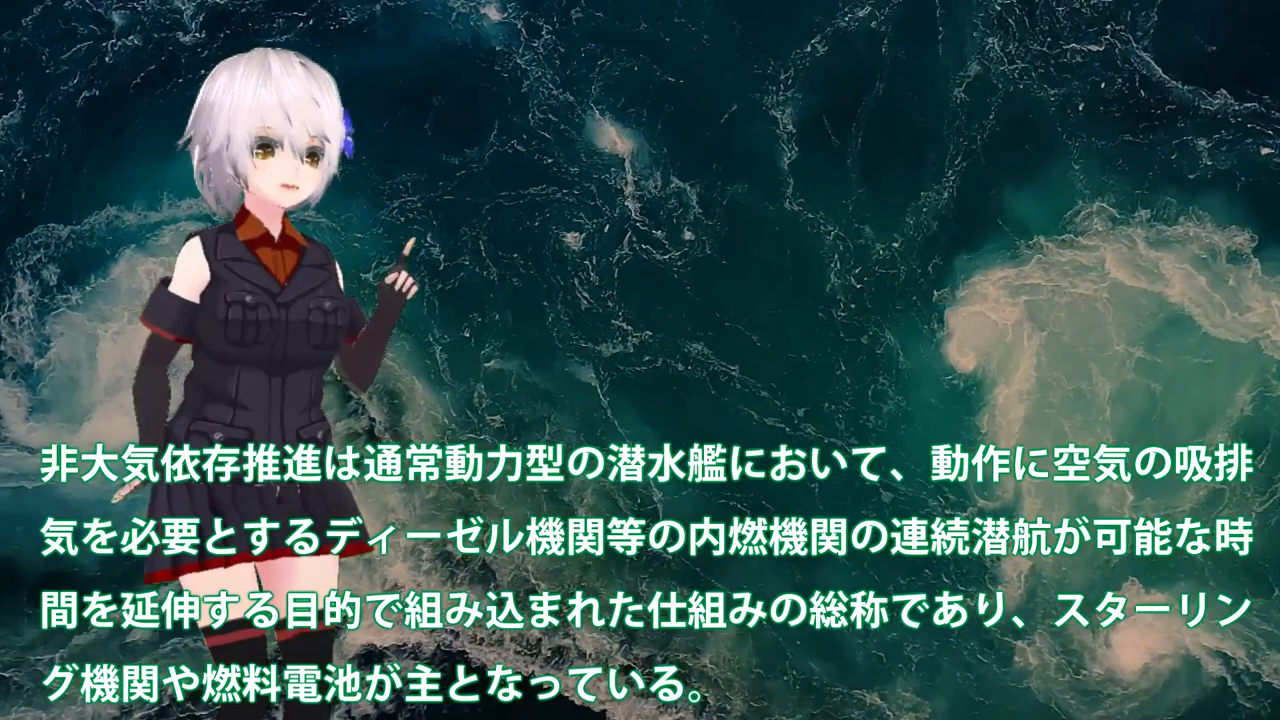 非大気依存推進は通常動力型の潜水艦において、動作に空気の吸排
気を必要とするディーゼル機関等の内燃機関の連続潜航が可能な時
間を延伸する目的で組み込まれた仕組みの総称であり、スターリン
グ機関や燃料電池が主となっている。